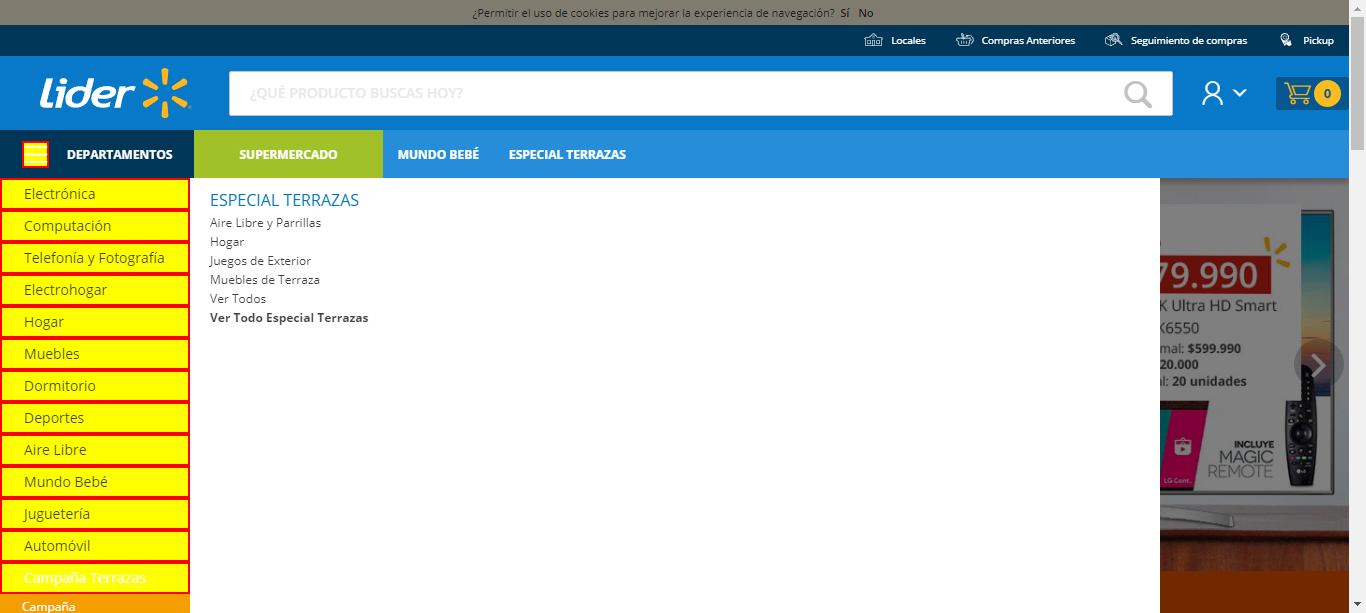 ¿Permitir el uso de cookies para mejorar la experiencia de navegación? Sí No
Locales Compras Anteriores Seguimiento de compras Pickup
Lider ¿QUÉ PRODUCTO BUSCAS HOY? 0
DEPARTAMENTOS SUPERMERCADO MUNDO BEBÉ ESPECIAL TERRAZAS
Electrónica
Computación
Telefonía y Fotografía
Electrohogar
Hogar
Muebles
Dormitorio
Deportes
Aire Libre
Mundo Bebé
Juguetería
Automóvil
Campaña Terrazas
Campaña
ESPECIAL TERRAZAS
Aire Libre y Parrillas
Hogar
Juegos de Exterior
Muebles de Terraza
Ver Todos
Ver Todo Especial Terrazas
79.990
K Ultra HD Smart
K6550
mal: $599.990
20.000
l: 20 unidades
INCLUYE
MAGIC
REMOTE
LG Cont.
LG